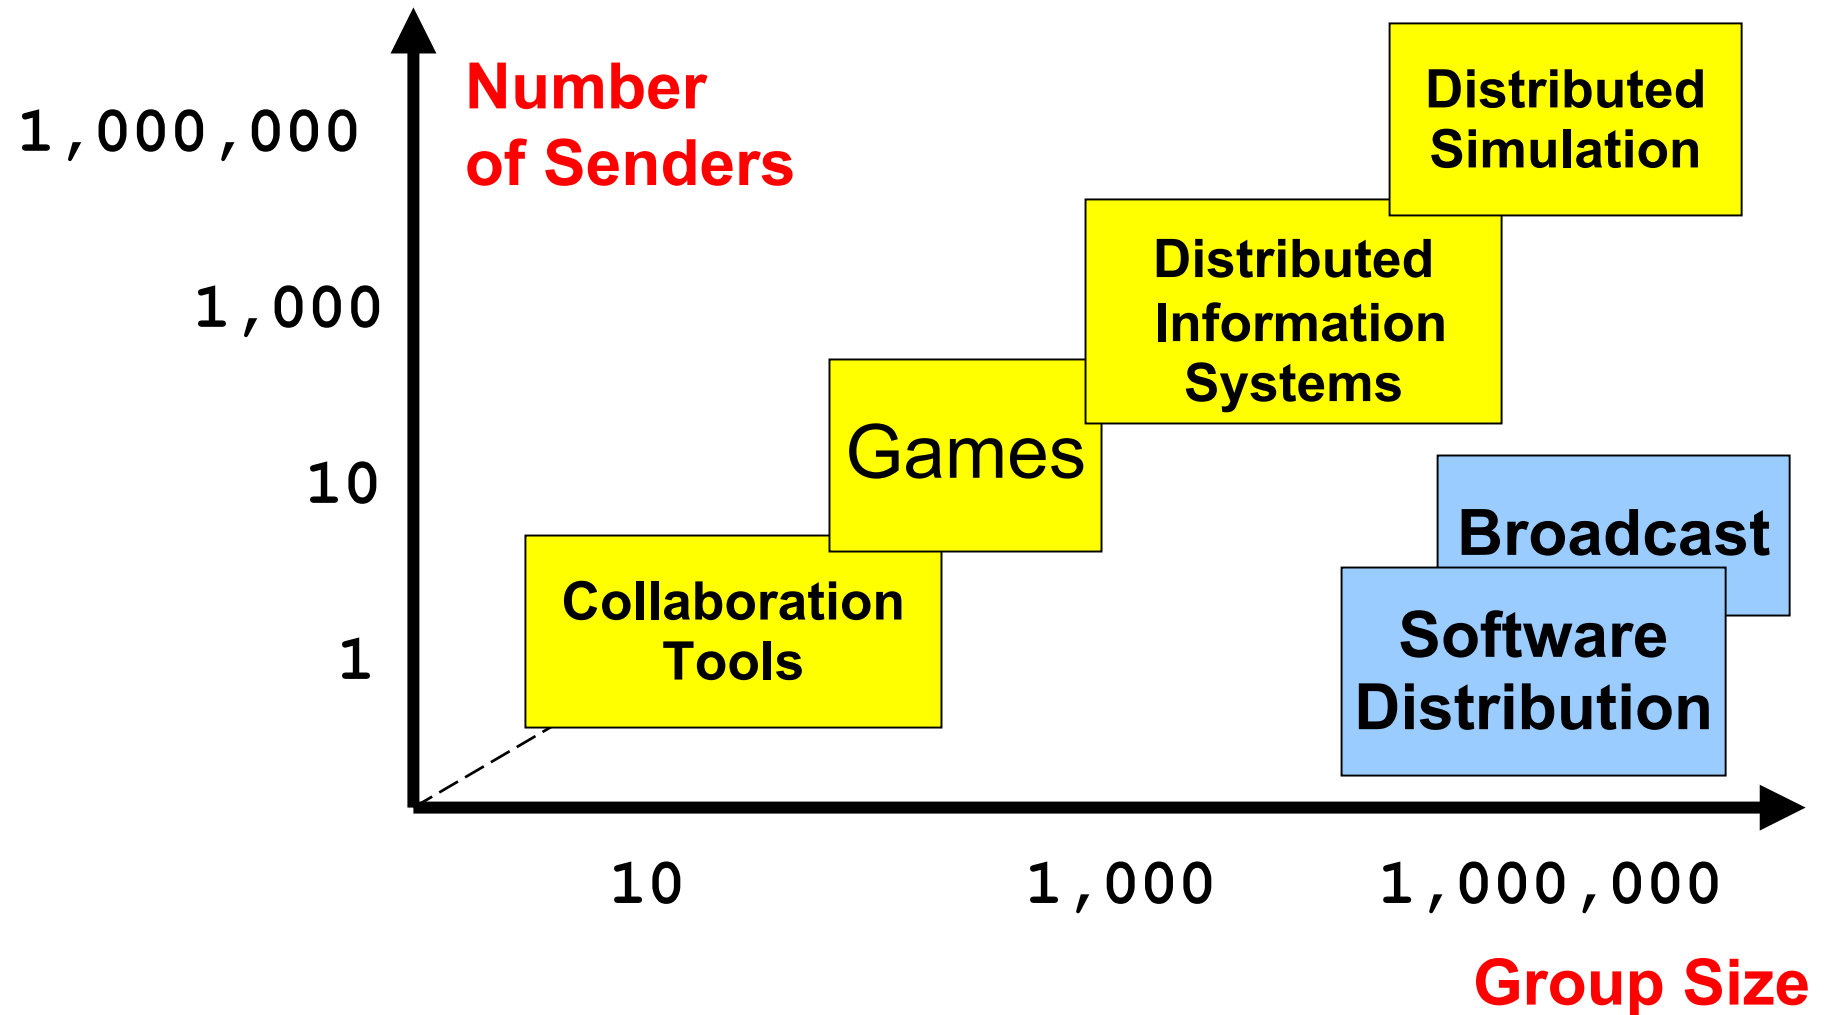 Number
of Senders
1,000,000
1,000
10
1
Distributed
Simulation
Distributed
Information
Systems
Games
Collaboration
Tools
Broadcast
Software
Distribution
10
1,000
1,000,000
Group Size